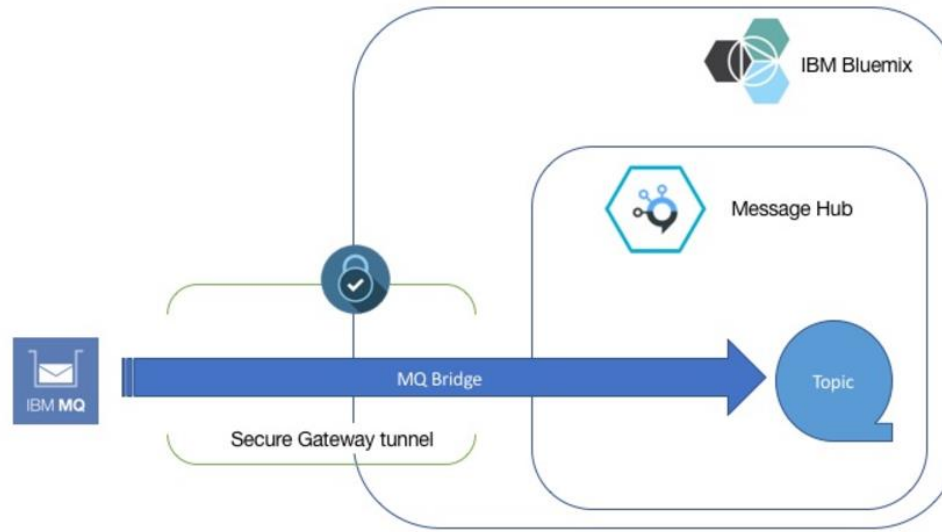 IBM Bluemix
Message Hub
MQ Bridge
Topic
IBM MQ
Secure Gateway tunnel